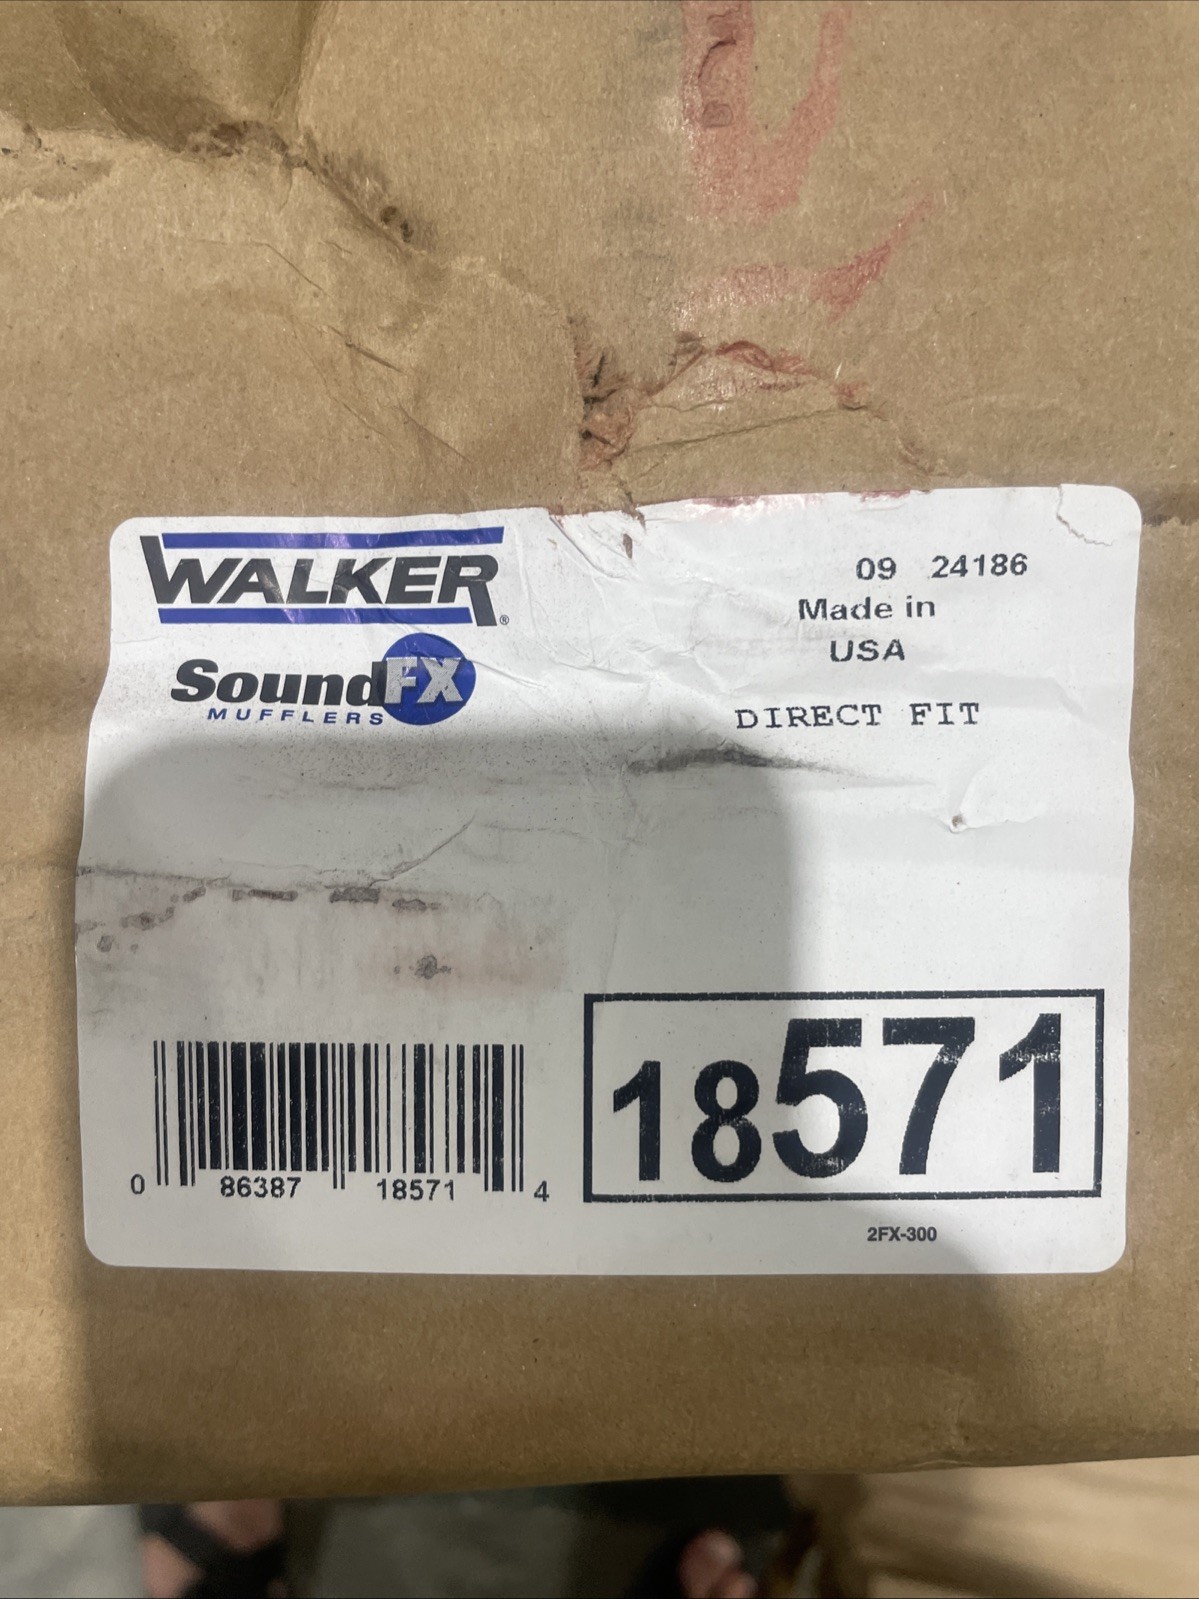 WALKER®
SoundFX
MUFFLERS
09 24186
Made in
USA
DIRECT FIT
0 86387 18571 4
18571
2FX-300